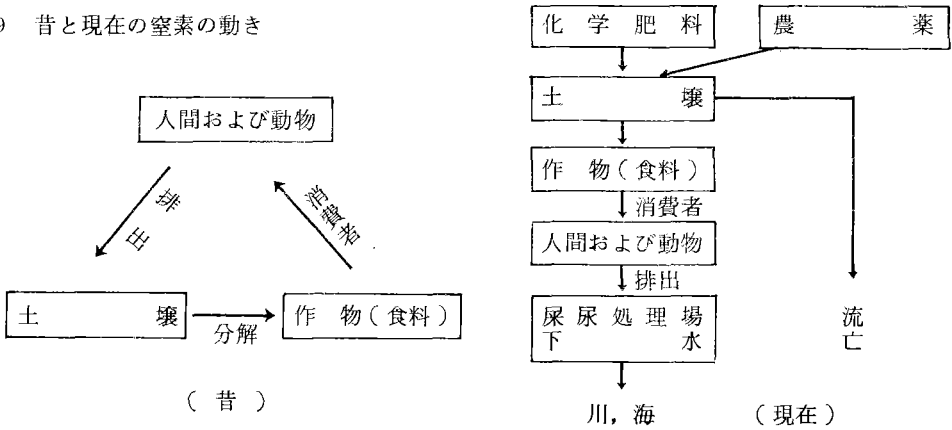 9 昔と現在の窒素の動き
人間および動物
排出
消費者
土壌
分解
作物(食料)
(昔)
化学肥料
農薬
土壌
作物(食料)
消費者
人間および動物
排出
屎尿処理場
下水
流亡
川,海
(現在)